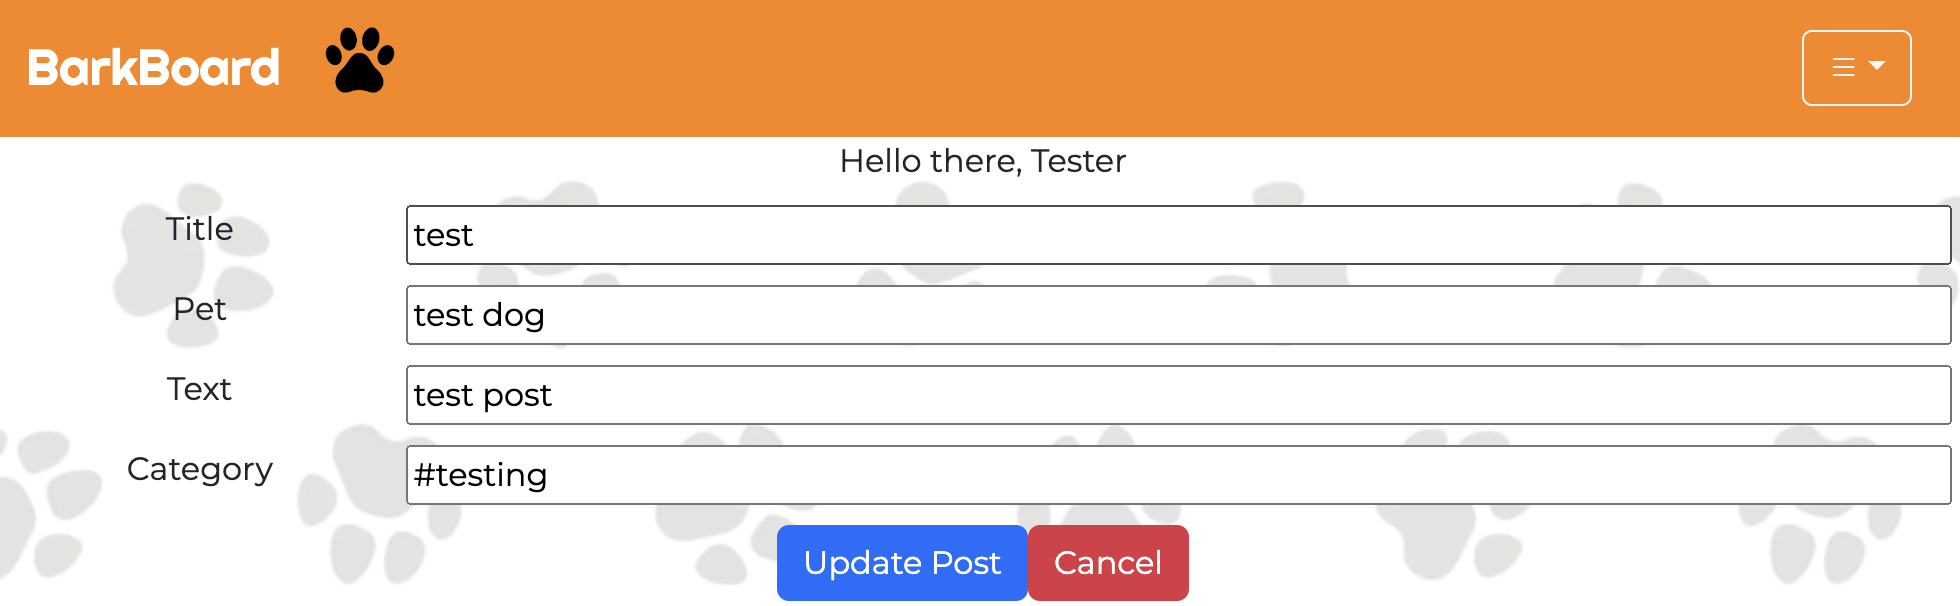 BarkBoard
Hello there, Tester
Title test
Pet test dog
Text test post
Category #testing
Update Post Cancel